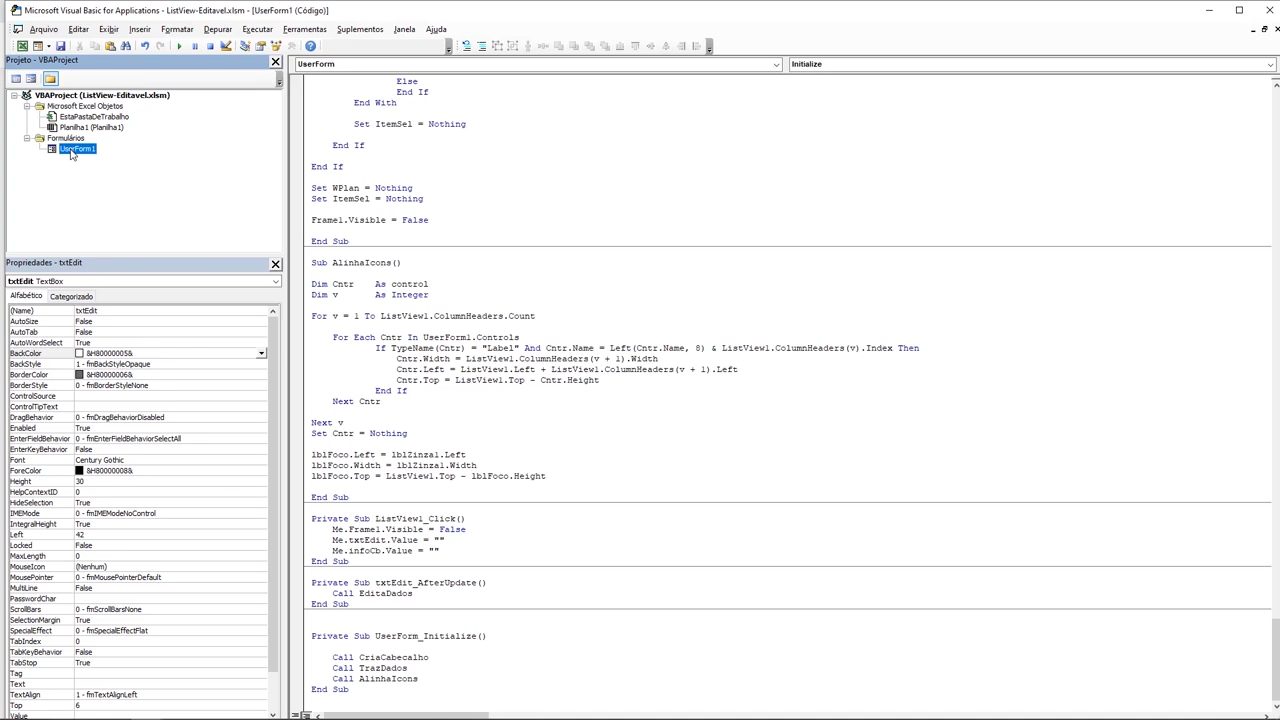 Microsoft Visual Basic for Applications - ListView-Editavel.xlsm - [UserForm1 (Código)]
Arquivo Editar Exibir Inserir Formatar Depurar Executar Ferramentas Suplementos Janela Ajuda
Projeto - VBAProject
UserForm
Initialize
VBAProject (ListView-Editavel.xlsm)
Microsoft Excel Objetos
EstaPastaDeTrabalho
Planilha1 (Planilha1)
Formulários
UserForm1
Propriedades - txtEdit
txtEdit TextBox
Alfabético Categorizado
(Name) txtEdit
AutoSize False
AutoTab False
AutoWordSelect True
BackColor &H80000005&
BackStyle 1 - fmBackStyleOpaque
BorderColor &H80000006&
BorderStyle 0 - fmBorderStyleNone
ControlSource
ControlTipText
DragBehavior 0 - fmDragBehaviorDisabled
Enabled True
EnterFieldBehavior 0 - fmEnterFieldBehaviorSelectAll
EnterKeyBehavior False
Font Century Gothic
ForeColor &H80000008&
Height 30
HelpContextID 0
HideSelection True
IMEMode 0 - fmIMEModeNoControl
IntegralHeight True
Left 42
Locked False
MaxLength 0
MouseIcon (Nenhum)
MousePointer 0 - fmMousePointerDefault
MultiLine False
PasswordChar
ScrollBars 0 - fmScrollBarsNone
SelectionMargin True
SpecialEffect 0 - fmSpecialEffectFlat
TabIndex 0
TabKeyBehavior False
TabStop True
Tag
Text
TextAlign 1 - fmTextAlignLeft
Top 6
Value
Else
End If
End With
Set ItemSel = Nothing
End If
End If
Set WPlan = Nothing
Set ItemSel = Nothing
Frame1.Visible = False
End Sub
Sub AlinhaIcons()
Dim Cntr As control
Dim v As Integer
For v = 1 To ListView1.ColumnHeaders.Count
For Each Cntr In UserForm1.Controls
If TypeName(Cntr) = "Label" And Cntr.Name = Left(Cntr.Name, 8) & ListView1.ColumnHeaders(v).Index Then
Cntr.Width = ListView1.ColumnHeaders(v + 1).Width
Cntr.Left = ListView1.Left + ListView1.ColumnHeaders(v + 1).Left
Cntr.Top = ListView1.Top - Cntr.Height
End If
Next Cntr
Next v
Set Cntr = Nothing
lblFoco.Left = lblZinza1.Left
lblFoco.Width = lblZinza1.Width
lblFoco.Top = ListView1.Top - lblFoco.Height
End Sub
Private Sub ListView1_Click()
Me.Frame1.Visible = False
Me.txtEdit.Value = ""
Me.infoCb.Value = ""
End Sub
Private Sub txtEdit_AfterUpdate()
Call EditaDados
End Sub
Private Sub UserForm_Initialize()
Call CriaCabecalho
Call TrazDados
Call AlinhaIcons
End Sub